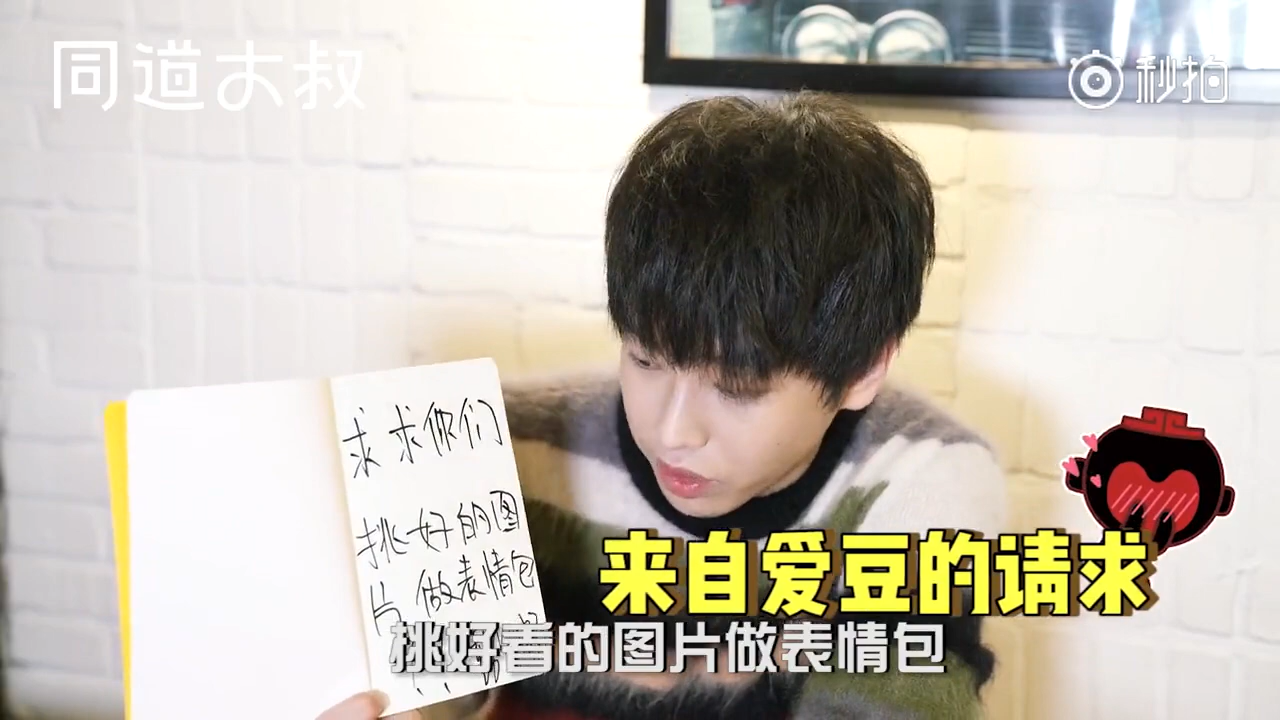 同道大叔
秒拍
求求你们
挑好的图
片 做表情包
来自爱豆的请求
挑好看的图片做表情包